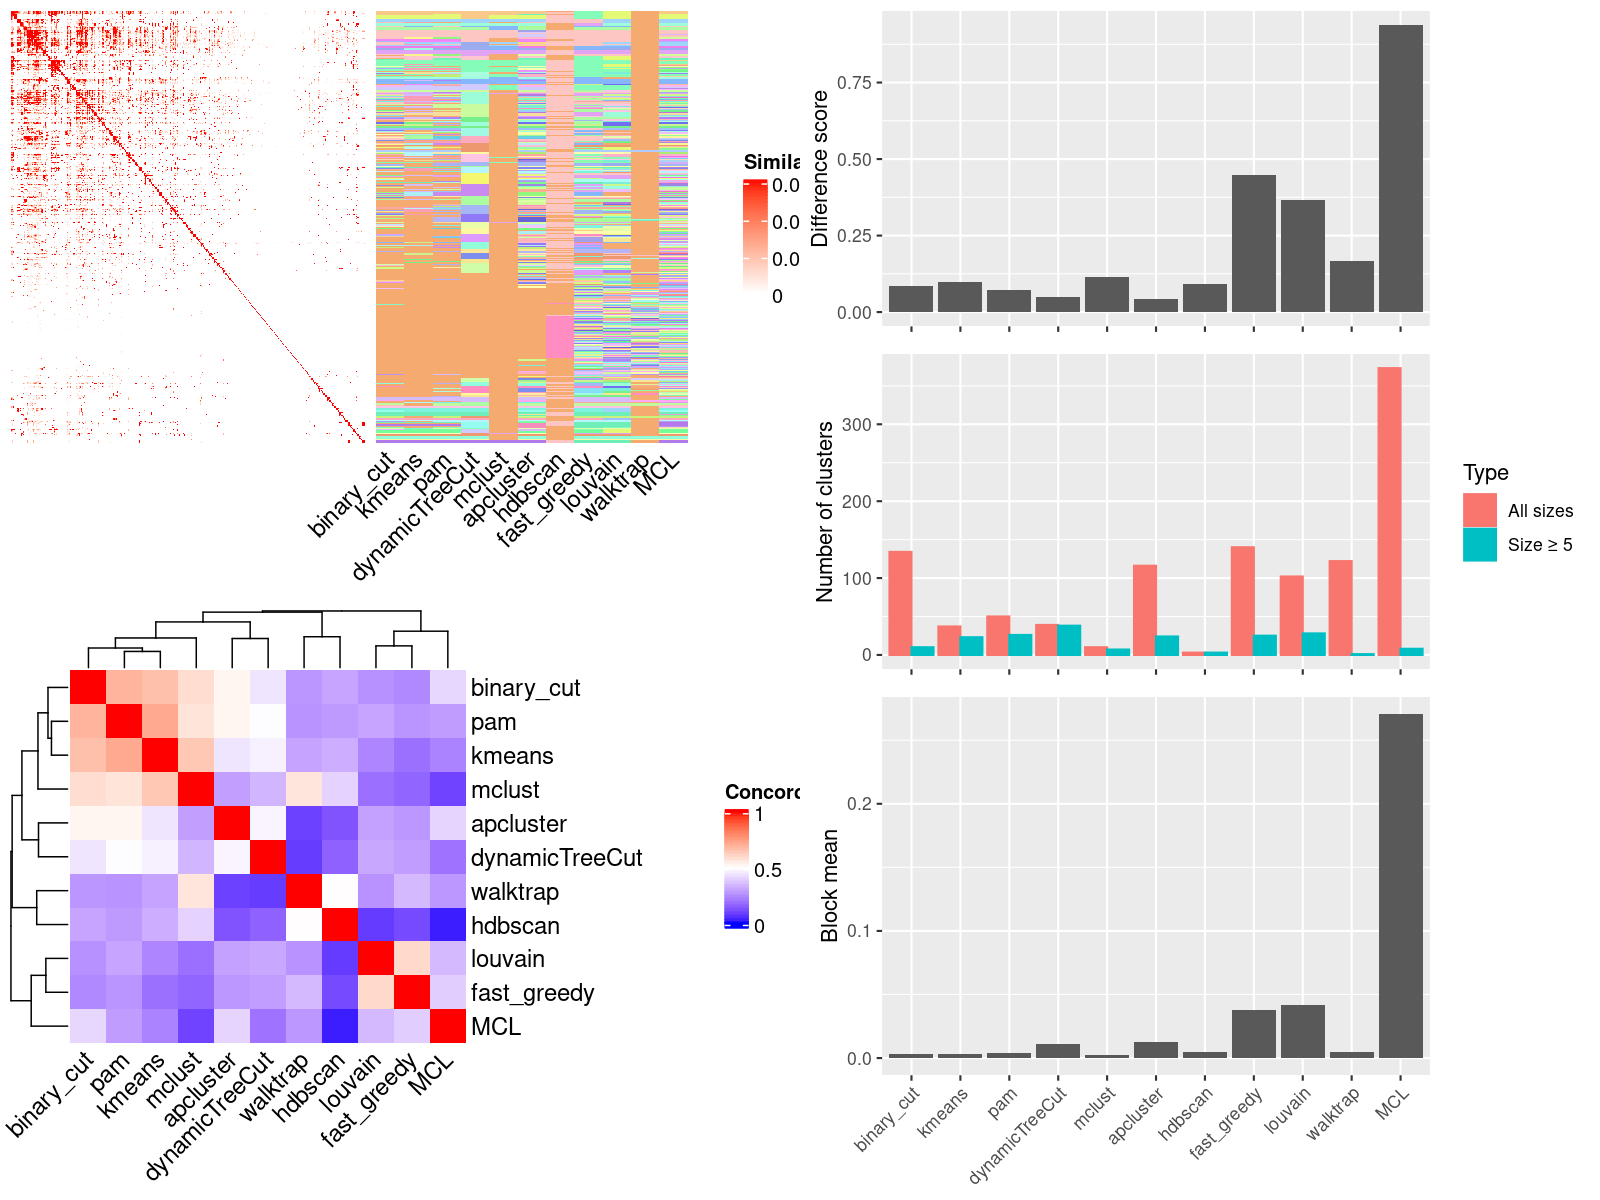 binary_cut
kmeans
pam
dynamicTreeCut
mclust
apcluster
hdbscan
fast_greedy
louvain
walktrap
MCL
Simila
0.0
0.0
0.0
0
Difference score
0.75
0.50
0.25
0.00
Number of clusters
300
200
100
0
Type
All sizes
Size ≥ 5
binary_cut
pam
kmeans
mclust
apcluster
dynamicTreeCut
walktrap
hdbscan
louvain
fast_greedy
MCL
binary_cut
pam
kmeans
mclust
apcluster
dynamicTreeCut
walktrap
hdbscan
louvain
fast_greedy
MCL
Concord
1
0.5
0
Block mean
0.2
0.1
0.0
binary_cut
kmeans
pam
dynamicTreeCut
mclust
apcluster
hdbscan
fast_greedy
louvain
walktrap
MCL